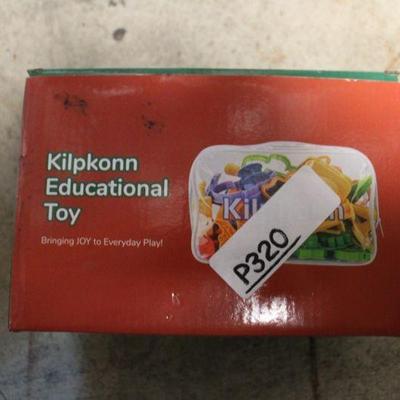 Kilpkonn
Educational
Toy
Bringing JOY to Everyday Play!
P320